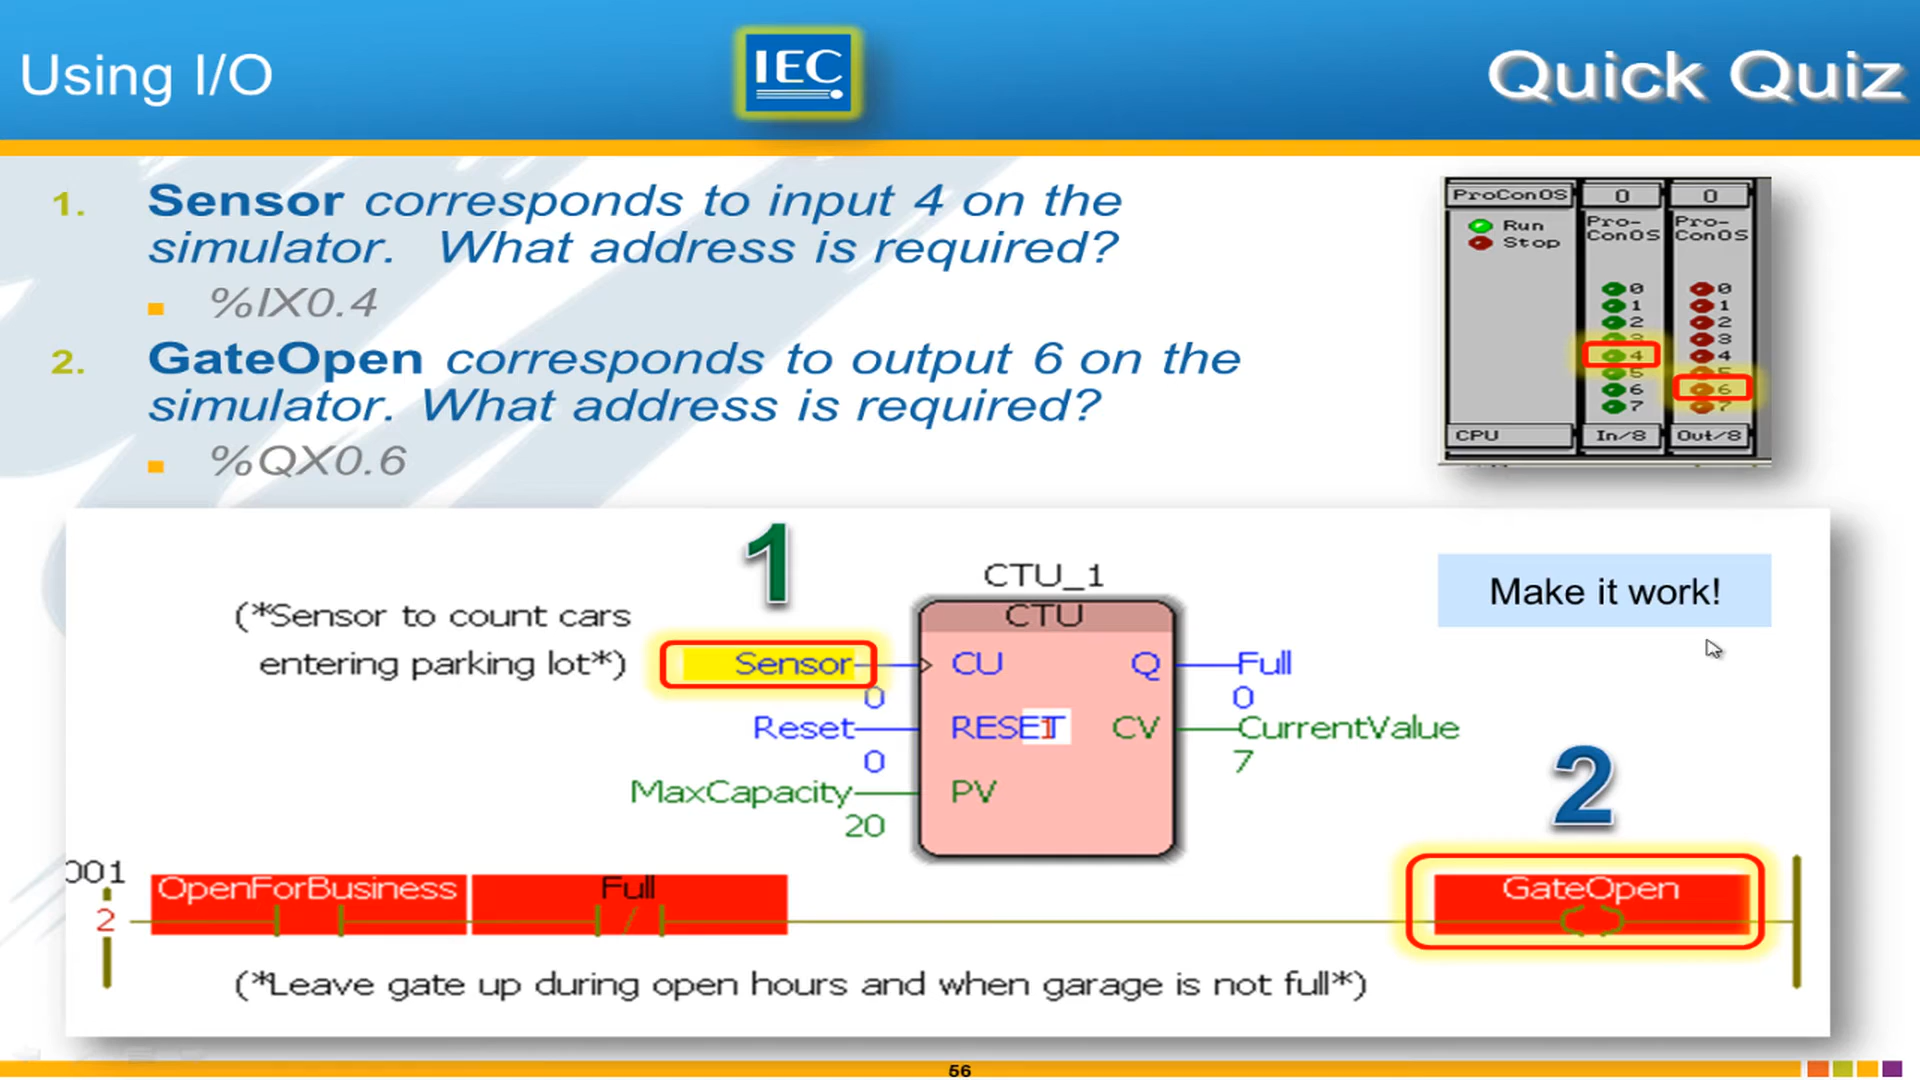 Using I/O
IEC
Quick Quiz
1. Sensor corresponds to input 4 on the
simulator. What address is required?
%IX0.4
2. GateOpen corresponds to output 6 on the
simulator. What address is required?
%QX0.6
ProConOS
0
0
Run
Stop
Pro-
ConOS
Pro-
ConOS
0
1
2
3
4
5
6
7
0
1
2
3
4
5
6
7
CPU
In/8
Out/8
1
Make it work!
CTU_1
CTU
(*Sensor to count cars
entering parking lot*)
Sensor
0
CU
Q
Full
0
Reset
0
RESET
CV
CurrentValue
7
MaxCapacity
20
PV
2
001
2
OpenForBusiness
Full
/
GateOpen
(*Leave gate up during open hours and when garage is not full*)
56